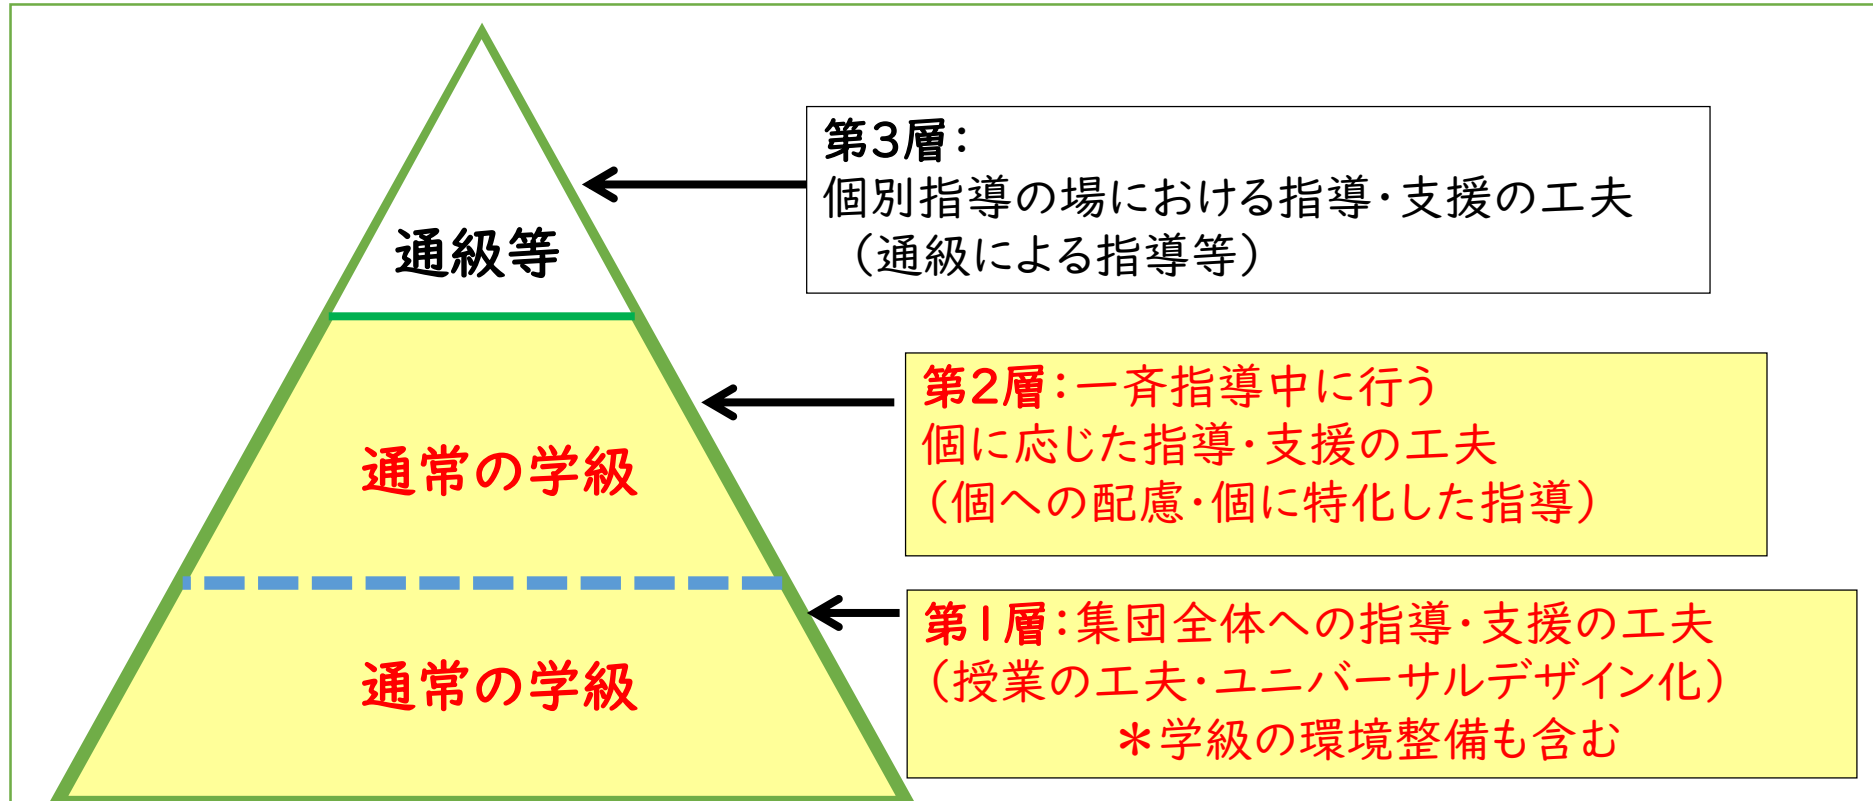 第3層：
個別指導の場における指導・支援の工夫
（通級による指導等）
通級等
第2層：一斉指導中に行う
個に応じた指導・支援の工夫
（個への配慮・個に特化した指導）
通常の学級
第1層：集団全体への指導・支援の工夫
（授業の工夫・ユニバーサルデザイン化）
＊学級の環境整備も含む
通常の学級